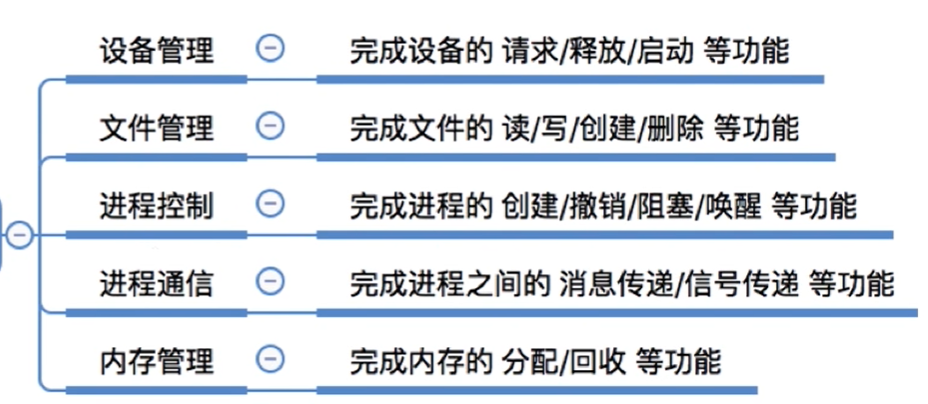 设备管理 完成设备的 请求/释放/启动 等功能
文件管理 完成文件的 读/写/创建/删除 等功能
进程控制 完成进程的 创建/撤销/阻塞/唤醒 等功能
进程通信 完成进程之间的 消息传递/信号传递 等功能
内存管理 完成内存的 分配/回收 等功能